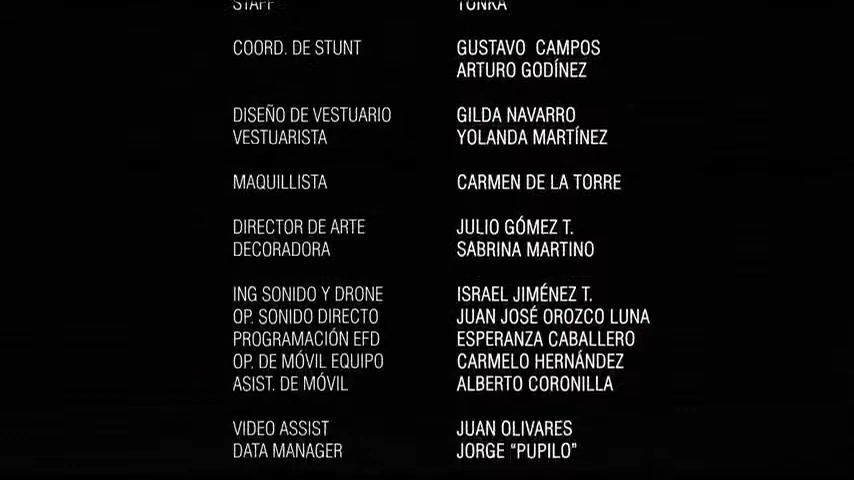 STAFF TONKA
COORD. DE STUNT GUSTAVO CAMPOS
ARTURO GODÍNEZ
DISEÑO DE VESTUARIO GILDA NAVARRO
VESTUARISTA YOLANDA MARTÍNEZ
MAQUILLISTA CARMEN DE LA TORRE
DIRECTOR DE ARTE JULIO GÓMEZ T.
DECORADORA SABRINA MARTINO
ING SONIDO Y DRONE ISRAEL JIMÉNEZ T.
OP. SONIDO DIRECTO JUAN JOSÉ OROZCO LUNA
PROGRAMACIÓN EFD ESPERANZA CABALLERO
OP. DE MÓVIL EQUIPO CARMELO HERNÁNDEZ
ASIST. DE MÓVIL ALBERTO CORONILLA
VIDEO ASSIST JUAN OLIVARES
DATA MANAGER JORGE “PUPILO”